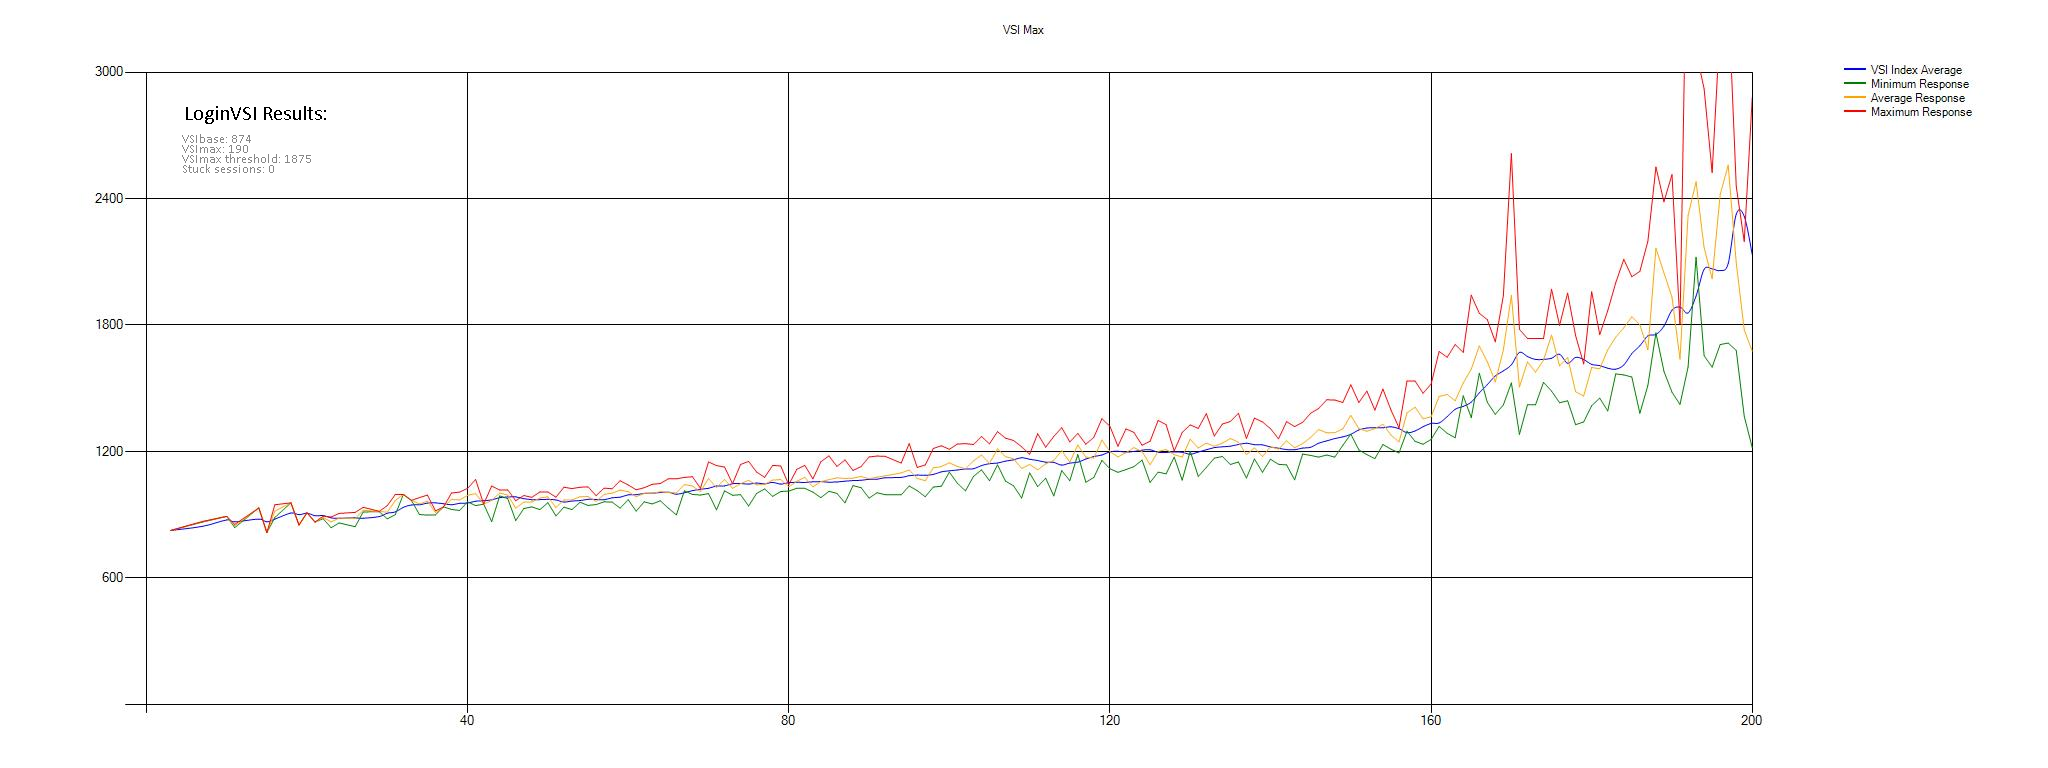 VSI Max
3000
2400
1800
1200
600
LoginVSI Results:
VSIbase: 874
VSImax: 190
VSImax threshold: 1875
Stuck sessions: 0
VSI Index Average
Minimum Response
Average Response
Maximum Response
40
80
120
160
200